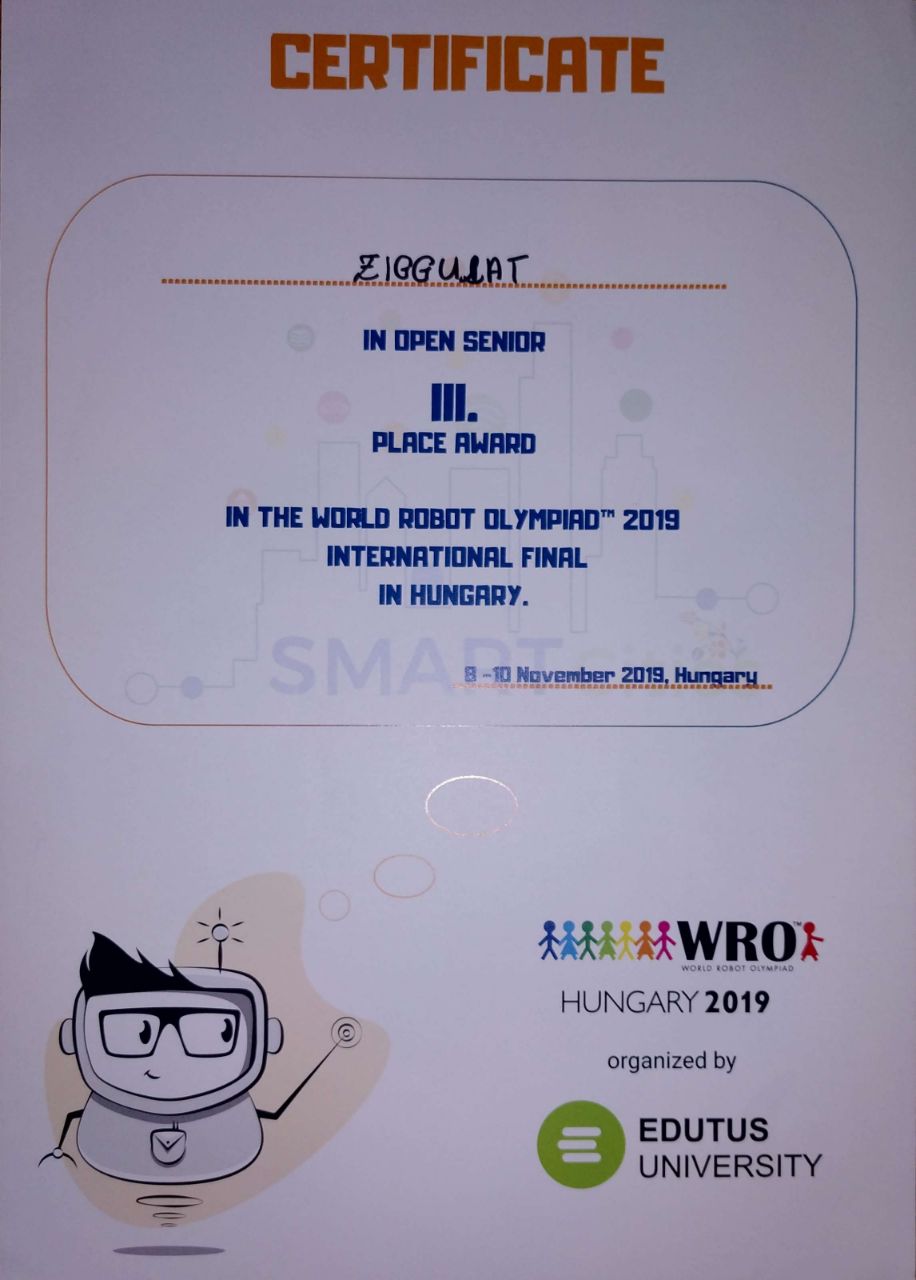 CERTIFICATE
ZIGGURAT
IN OPEN SENIOR
III.
PLACE AWARD
IN THE WORLD ROBOT OLYMPIAD™ 2019
INTERNATIONAL FINAL
IN HUNGARY.
SMART
8 -10 November 2019, Hungary
WRO™
WORLD ROBOT OLYMPIAD
HUNGARY 2019
organized by
EDUTUS
UNIVERSITY